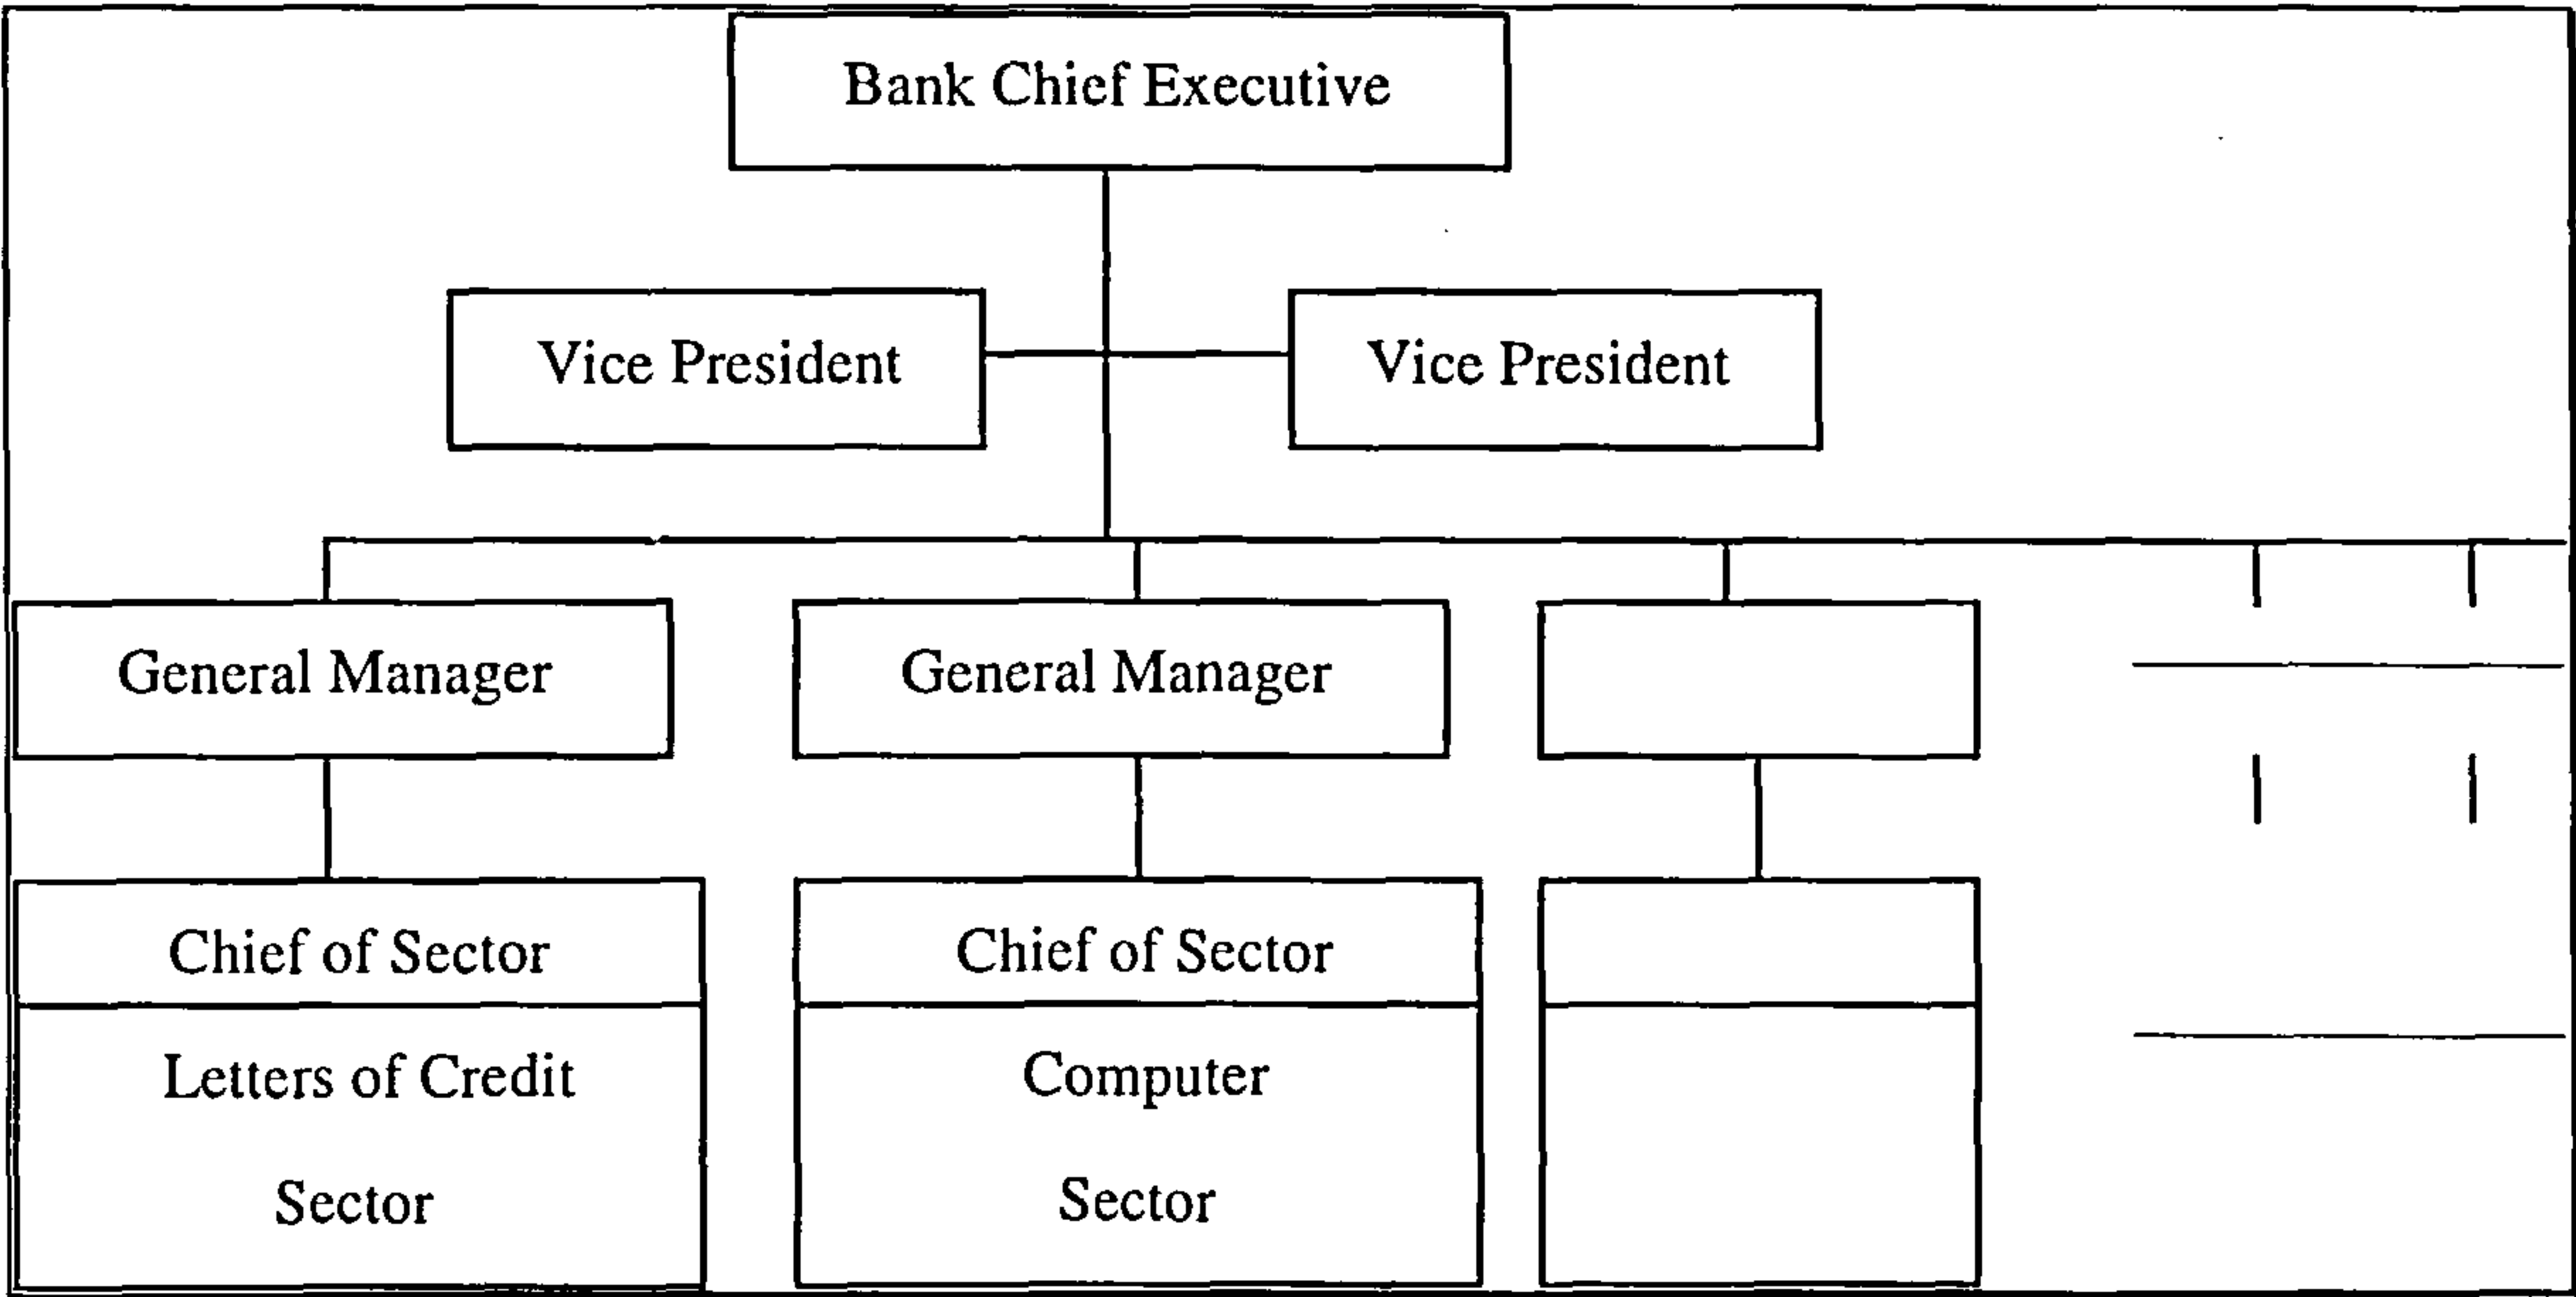 Bank Chief Executive
Vice President
Vice President
General Manager
General Manager
Chief of Sector
Chief of Sector
Letters of Credit
Sector
Computer
Sector